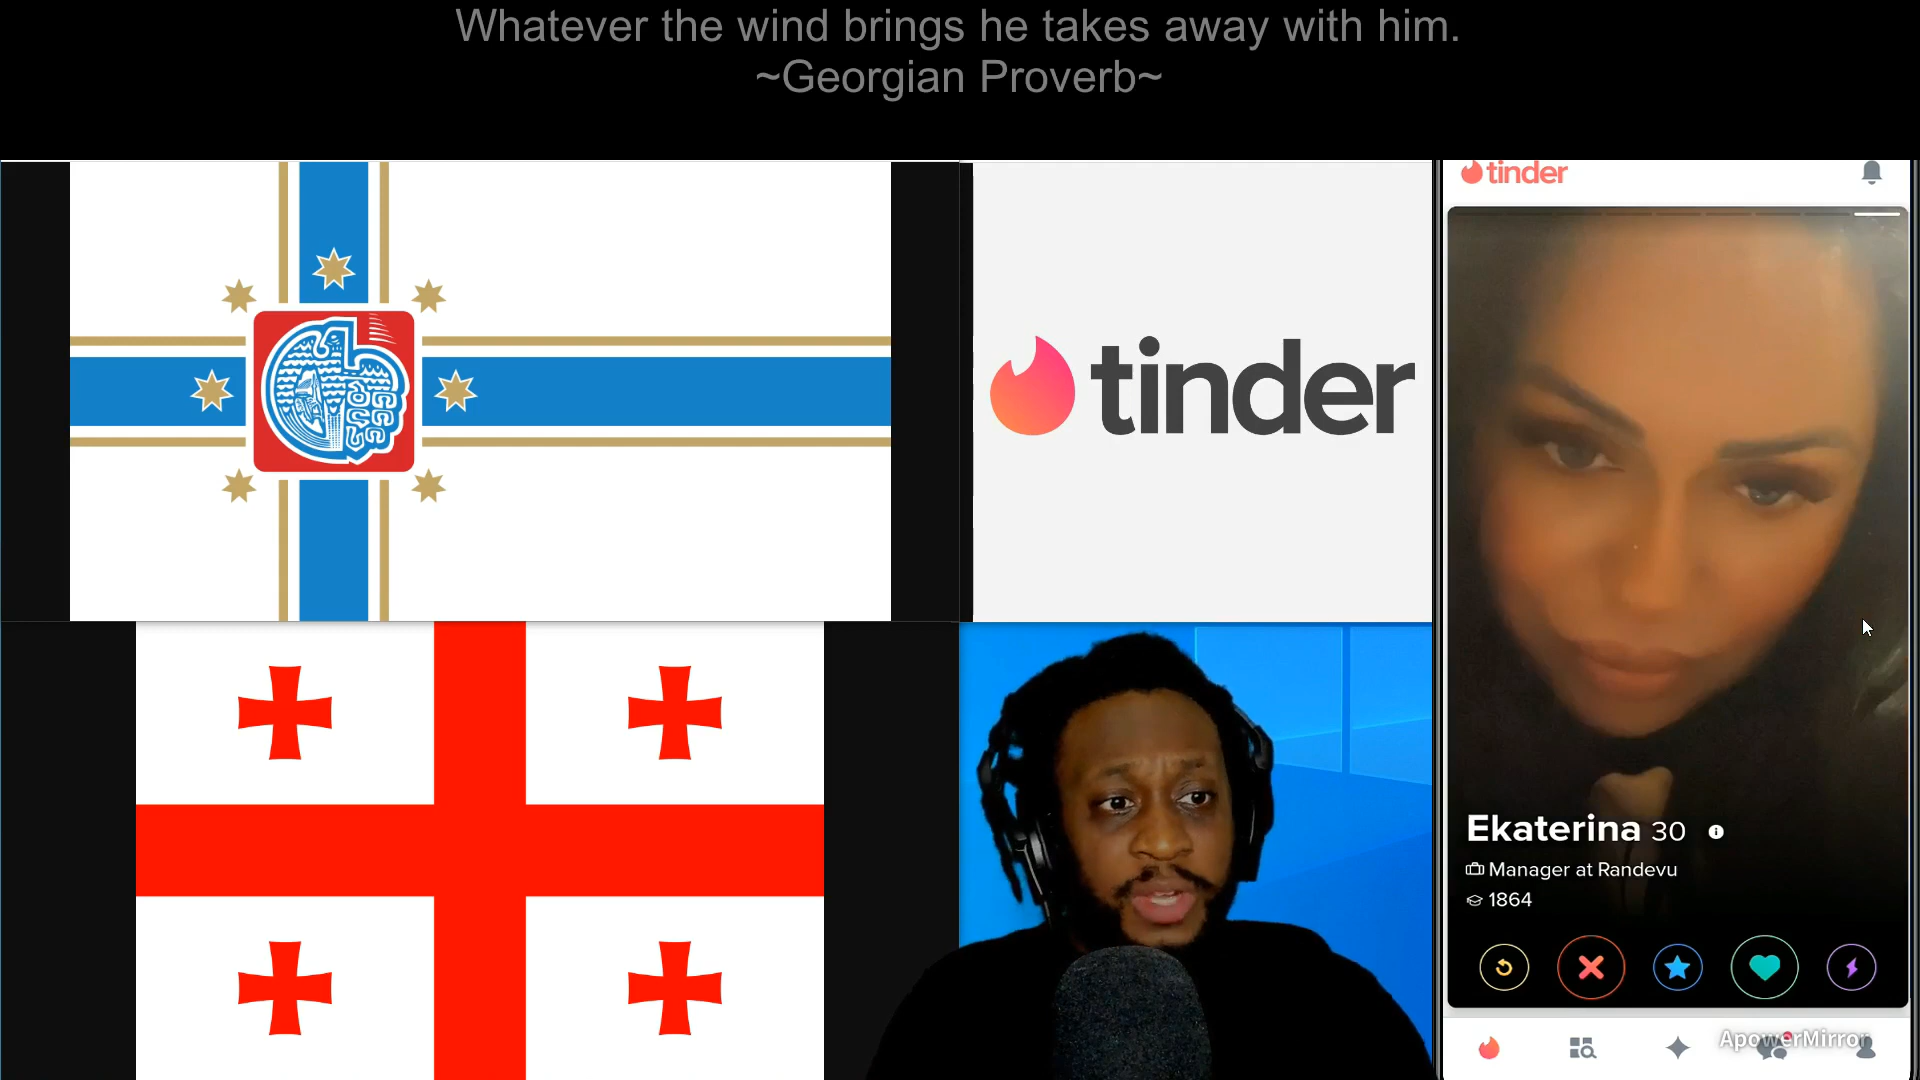 Whatever the wind brings he takes away with him.
~Georgian Proverb~
tinder
tinder
Ekaterina 30
Manager at Randevu
1864
ApowerMirror